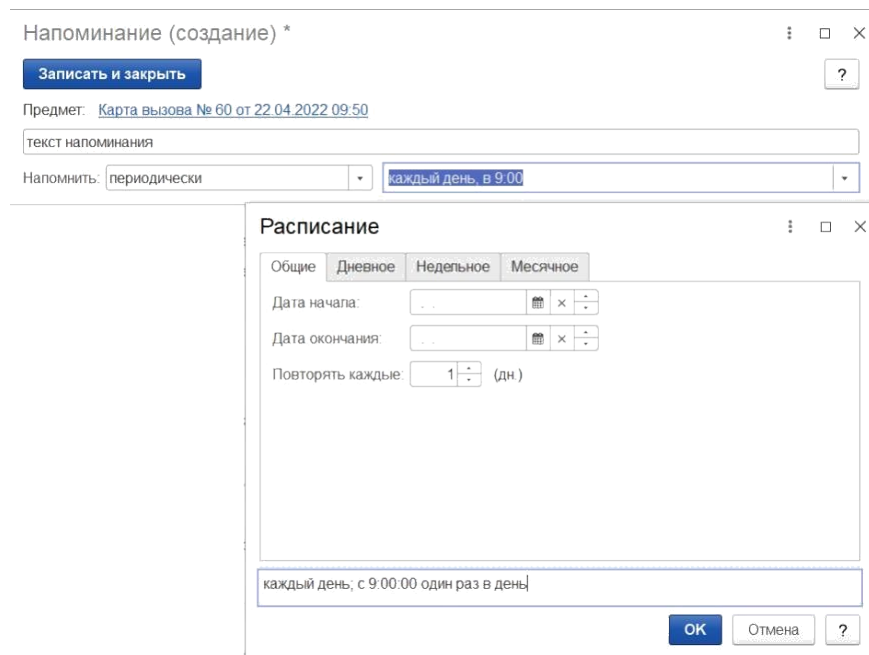 Напоминание (создание) *
Записать и закрыть
?
Предмет: Карта вызова № 60 от 22.04.2022 09:50
текст напоминания
Напомнить: периодически каждый день, в 9:00
Расписание
Общие Дневное Недельное Месячное
Дата начала: . .
Дата окончания: . .
Повторять каждые: 1 (дн.)
каждый день; с 9:00:00 один раз в день
OK Отмена ?